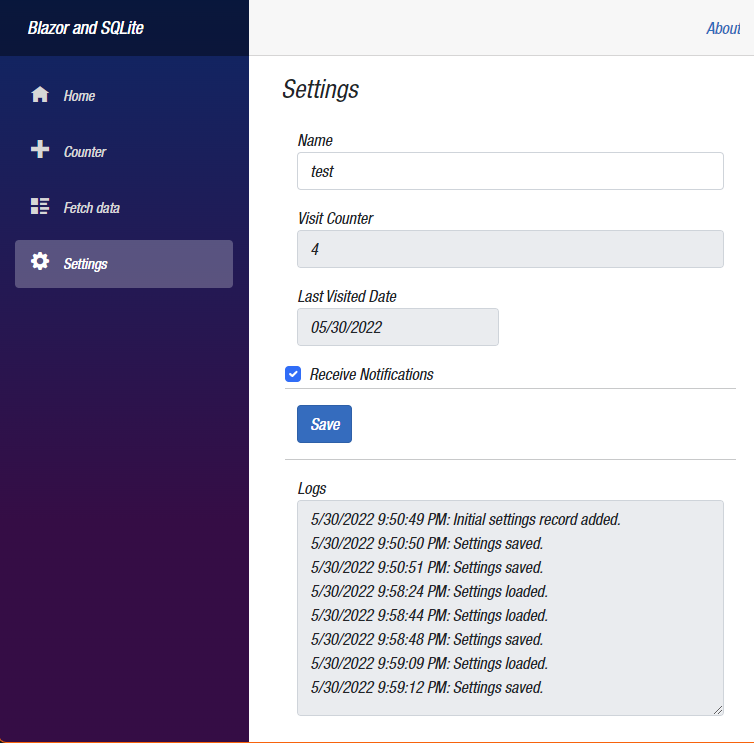 Blazor and SQLite
About
Home
Counter
Fetch data
Settings
Settings
Name
test
Visit Counter
4
Last Visited Date
05/30/2022
Receive Notifications
Save
Logs
5/30/2022 9:50:49 PM: Initial settings record added.
5/30/2022 9:50:50 PM: Settings saved.
5/30/2022 9:50:51 PM: Settings saved.
5/30/2022 9:58:24 PM: Settings loaded.
5/30/2022 9:58:44 PM: Settings loaded.
5/30/2022 9:58:48 PM: Settings saved.
5/30/2022 9:59:09 PM: Settings loaded.
5/30/2022 9:59:12 PM: Settings saved.